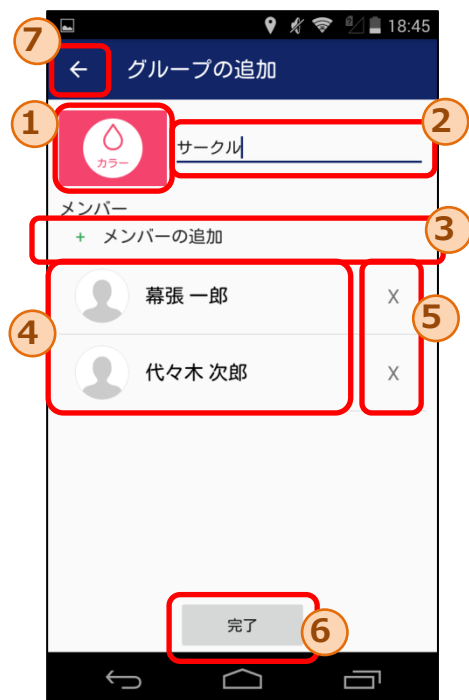 18:45
7
← グループの追加
1
カラー
サークル
2
メンバー
+ メンバーの追加
3
幕張 一郎
X
4
5
代々木 次郎
X
完了
6